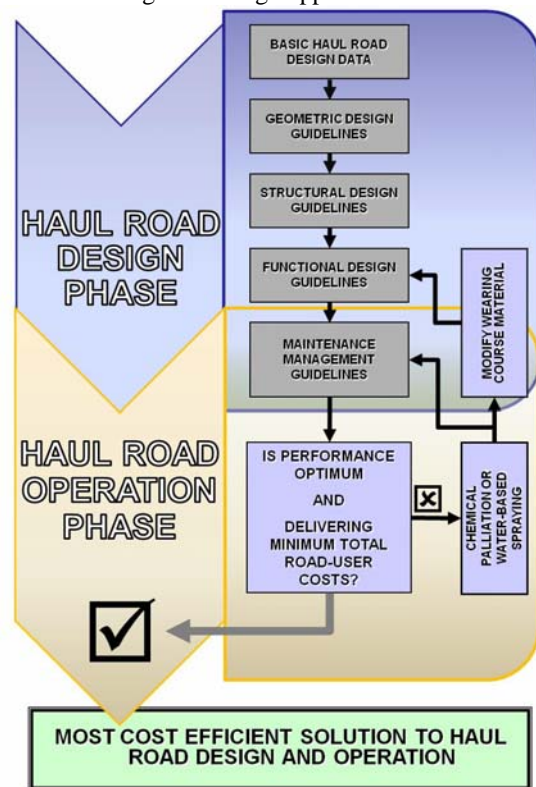 BASIC HAUL ROAD
DESIGN DATA
GEOMETRIC DESIGN
GUIDELINES
STRUCTURAL DESIGN
GUIDELINES
HAUL ROAD
DESIGN
PHASE
FUNCTIONAL DESIGN
GUIDELINES
MODIFY WEARING
COURSE MATERIAL
MAINTENANCE
MANAGEMENT
GUIDELINES
HAUL ROAD
OPERATION
PHASE
IS PERFORMANCE
OPTIMUM
AND
DELIVERING
MINIMUM TOTAL
ROAD-USER
COSTS?
CHEMICAL
PALLIATION OR
WATER-BASED
SPRAYING
MOST COST EFFICIENT SOLUTION TO HAUL
ROAD DESIGN AND OPERATION